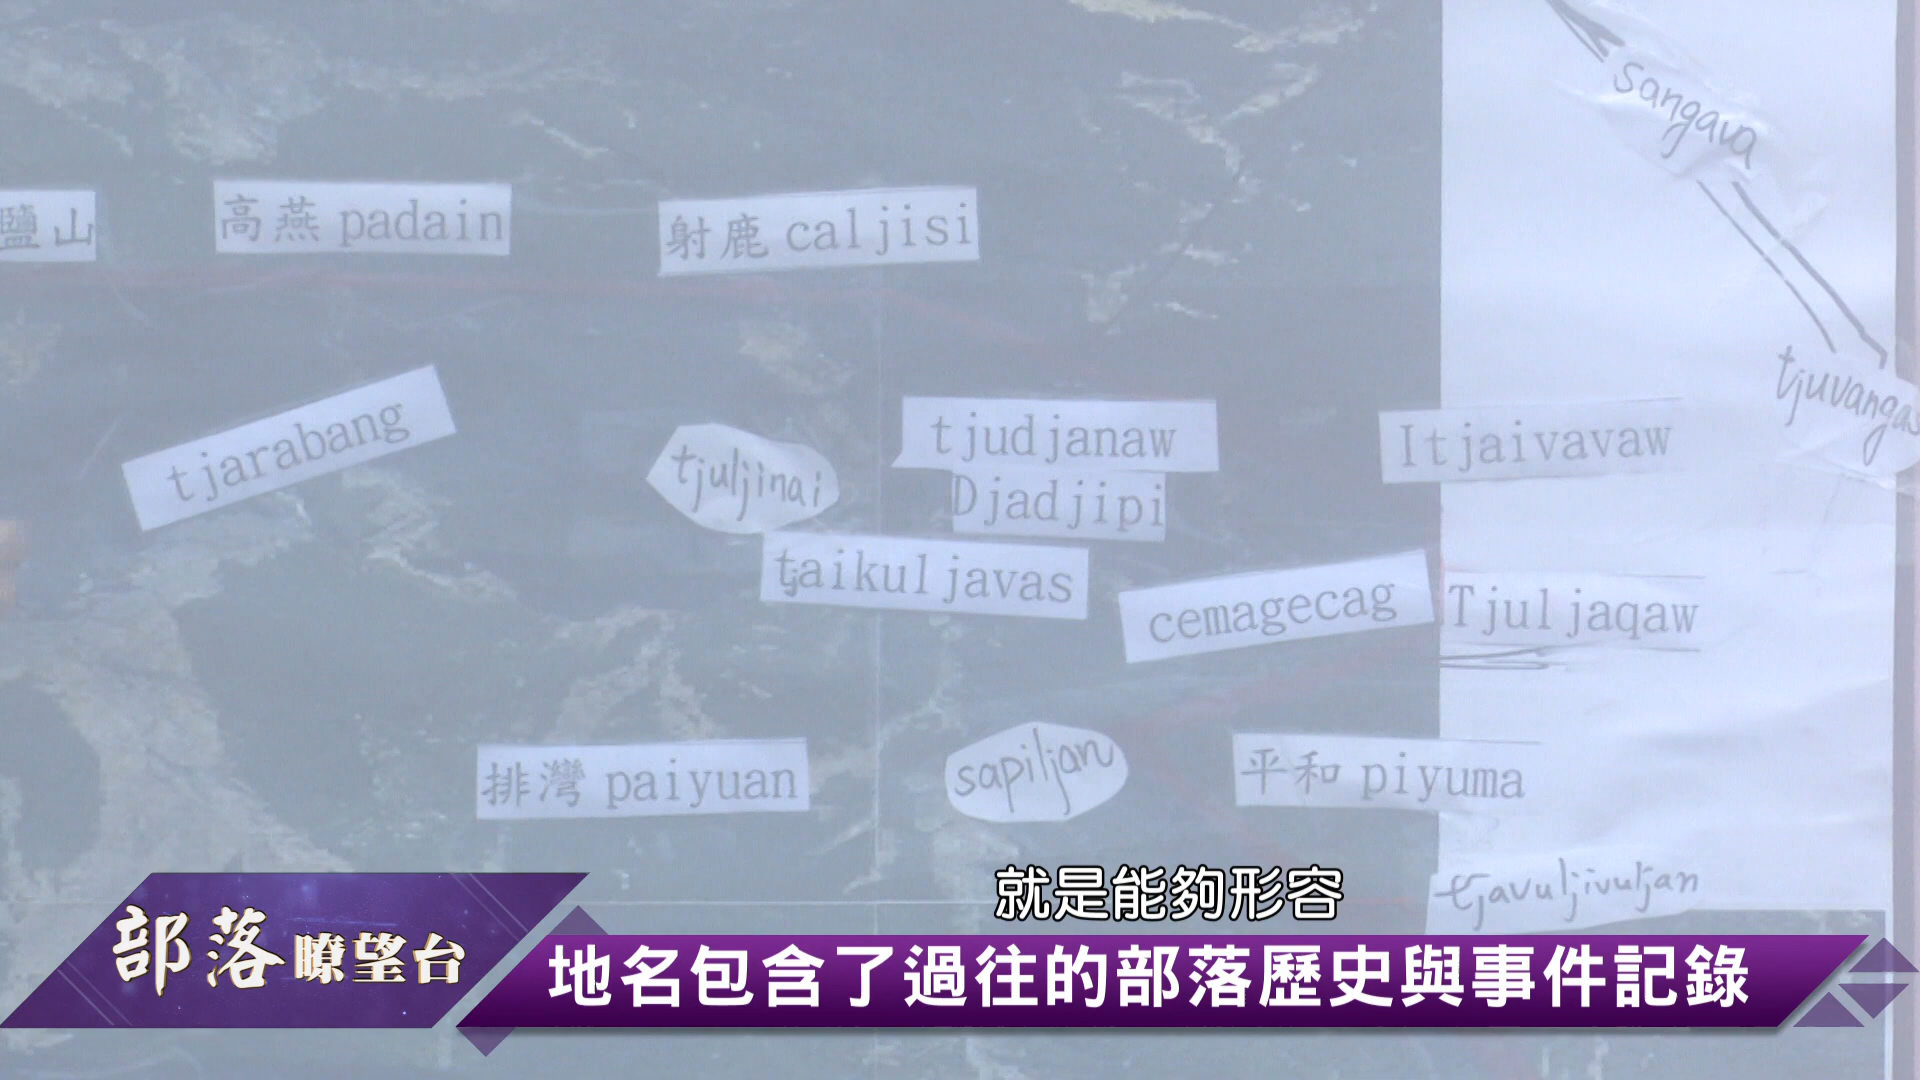 sangava
鹽山
高燕 padain
射鹿 caljisi
tjuvangas
tjarabang
tjuljinai
tjudjanaw
Djadjipi
Itjaivavaw
tjaikuljavas
cemagecag
Tjuljaqaw
排灣 paiyuan
sapiljan
平和 piyuma
tjavuljivuljan
就是能夠形容
部落瞭望台
地名包含了過往的部落歷史與事件記錄